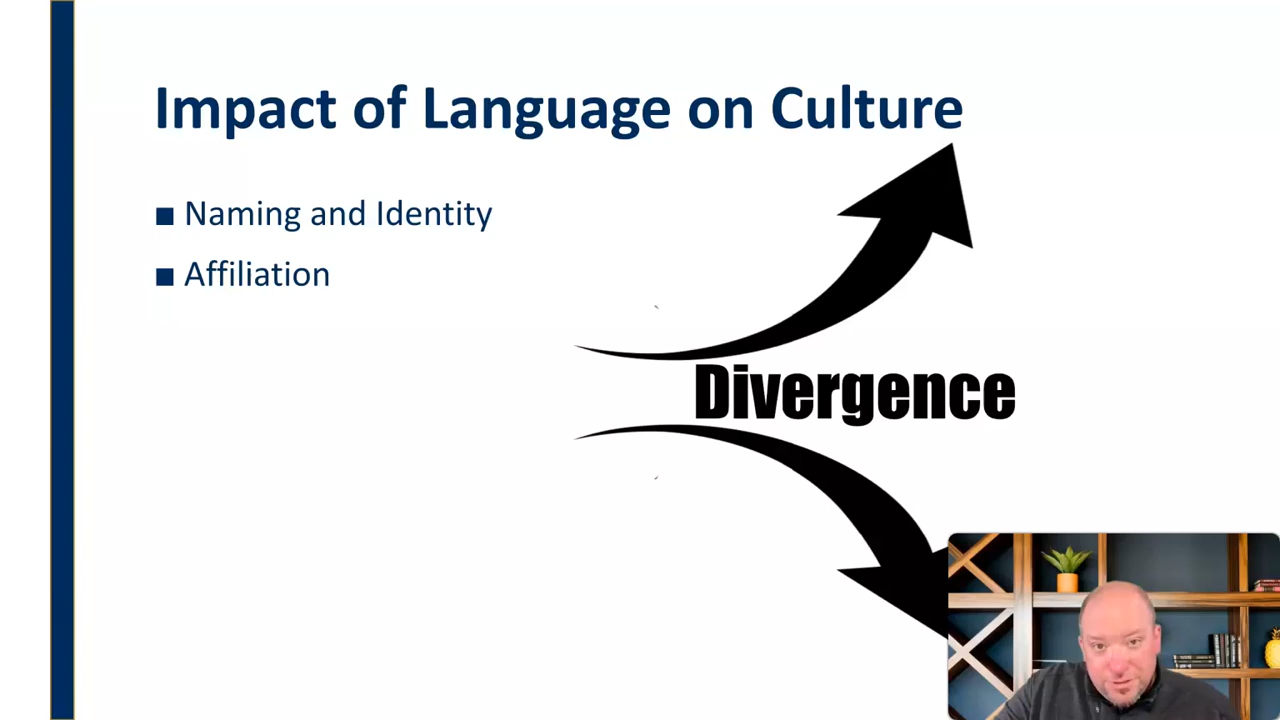 Impact of Language on Culture
■ Naming and Identity
■ Affiliation
Divergence